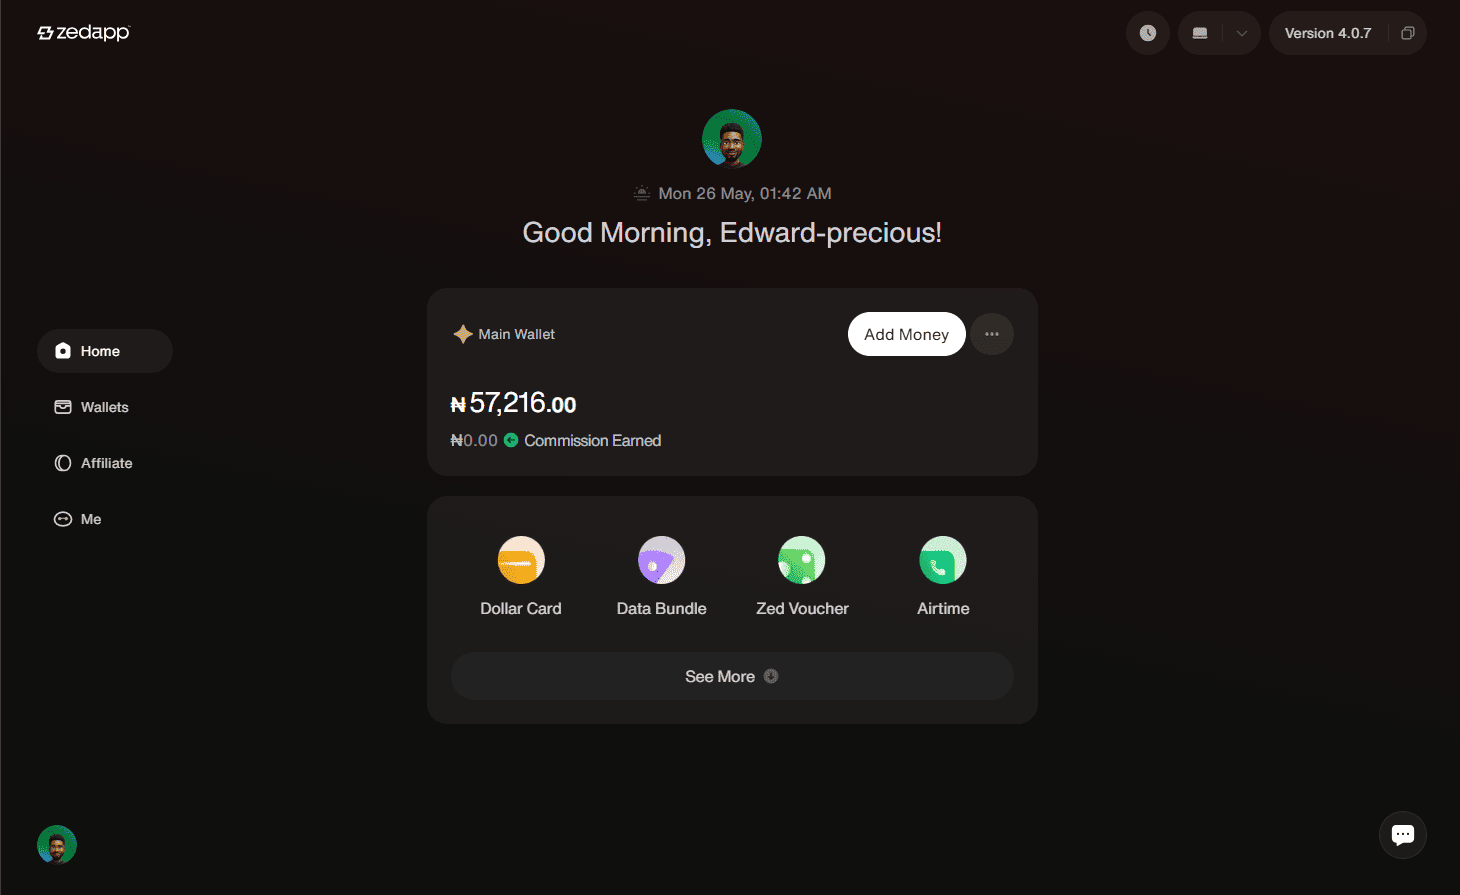 zedapp™
Version 4.0.7
Mon 26 May, 01:42 AM
Good Morning, Edward-precious!
Home
Wallets
Affiliate
Me
Main Wallet
Add Money
₦57,216.00
₦0.00 Commission Earned
Dollar Card
Data Bundle
Zed Voucher
Airtime
See More